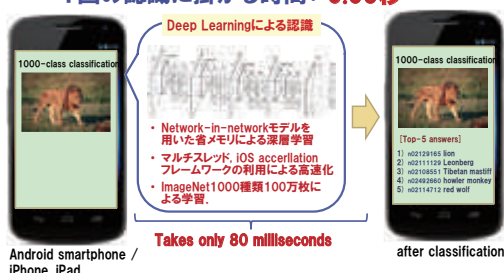 Deep Learningによる認識
1000-class classification
・ Network-in-networkモデルを
用いた省メモリによる深層学習
・ マルチスレッド, iOS accerllation
フレームワークの利用による高速化
・ ImageNet1000種類100万枚に
よる学習.
Takes only 80 milliseconds
Android smartphone /
iPhone, iPad
1000-class classification
[Top-5 answers]
1) n02129165 lion
2) n02111129 Leonberg
3) n02108551 Tibetan mastiff
4) n02492660 howler monkey
5) n02114712 red wolf
after classification